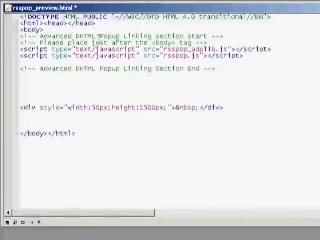 rsspop_preview.html *
<!DOCTYPE HTML PUBLIC "-//W3C//DTD HTML 4.0 transitional//EN">
<html><head></head>
<body>
<!-- Advanced DHTML Popup Linking section start -->
<!-- Please place just after the <body> tag -->
<script type="text/javascript" src="rsspop_adplib.js"></script>
<script type="text/javascript" src="rsspop.js"></script>
<!-- Advanced DHTML Popup Linking Section End -->
<div style="width:50px;height:1500px;">&nbsp;</div>
</body></html>